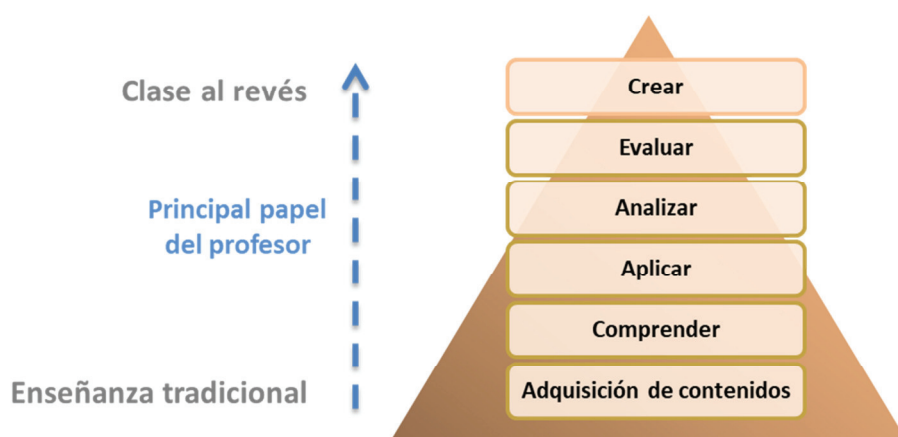 Clase al revés
Principal papel
del profesor
Enseñanza tradicional
Crear
Evaluar
Analizar
Aplicar
Comprender
Adquisición de contenidos